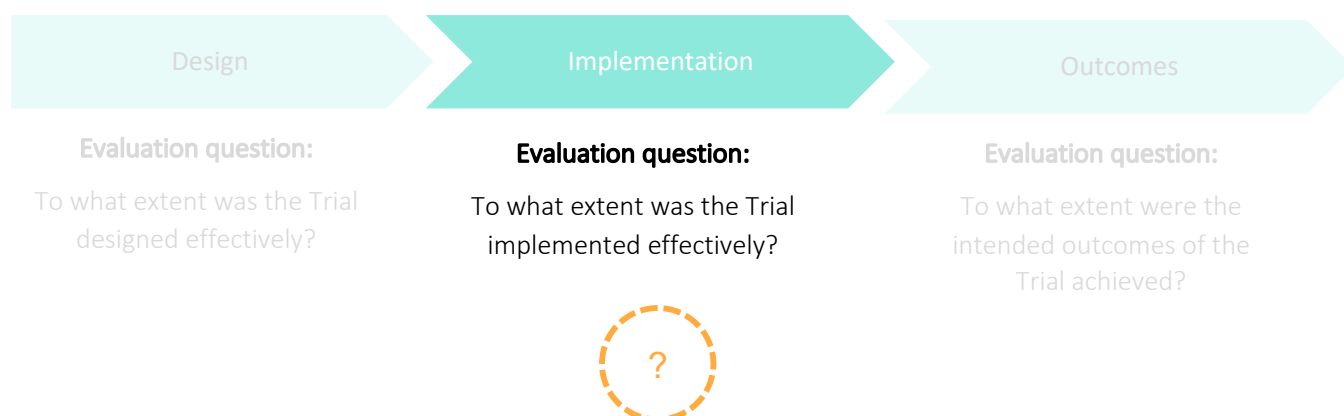 Design
Implementation
Outcomes
Evaluation question:
To what extent was the Trial
designed effectively?
Evaluation question:
To what extent was the Trial
implemented effectively?
Evaluation question:
To what extent were the
intended outcomes of the
Trial achieved?
?